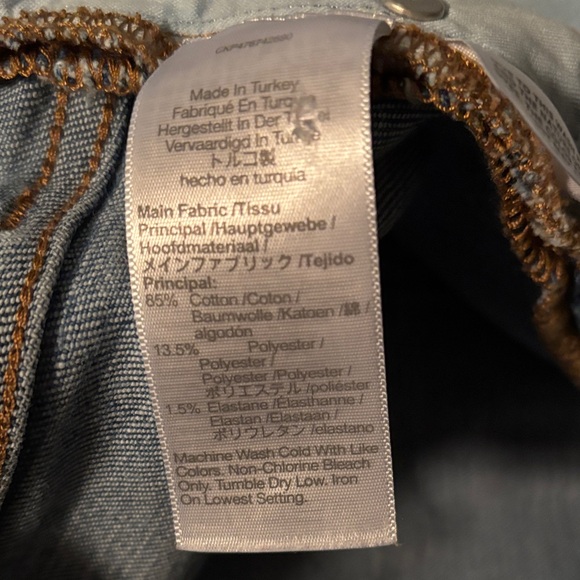 Made In Turkey
Fabriqué En
Hergestellt In Der
Vervaardigd In
トルコ製
hecho en turquia
Main Fabric /Tissu
Principal /Hauptgewebe /
Hoofdmateriaal /
メインファブリック /Tejido
Principal:
85% Cotton /Coton /
Baumwolle /Katoen /綿 /
algodón
13.5% Polyester /
Polyester /
Polyester /Polyester /
ポリエステル /poliéster
1.5% Elastane /Elasthanne /
Elastan /Elastaan /
ポリウレタン /elastano
Machine Wash Cold With Like
Colors. Non-Chlorine Bleach
Only. Tumble Dry Low. Iron
On Lowest Setting.